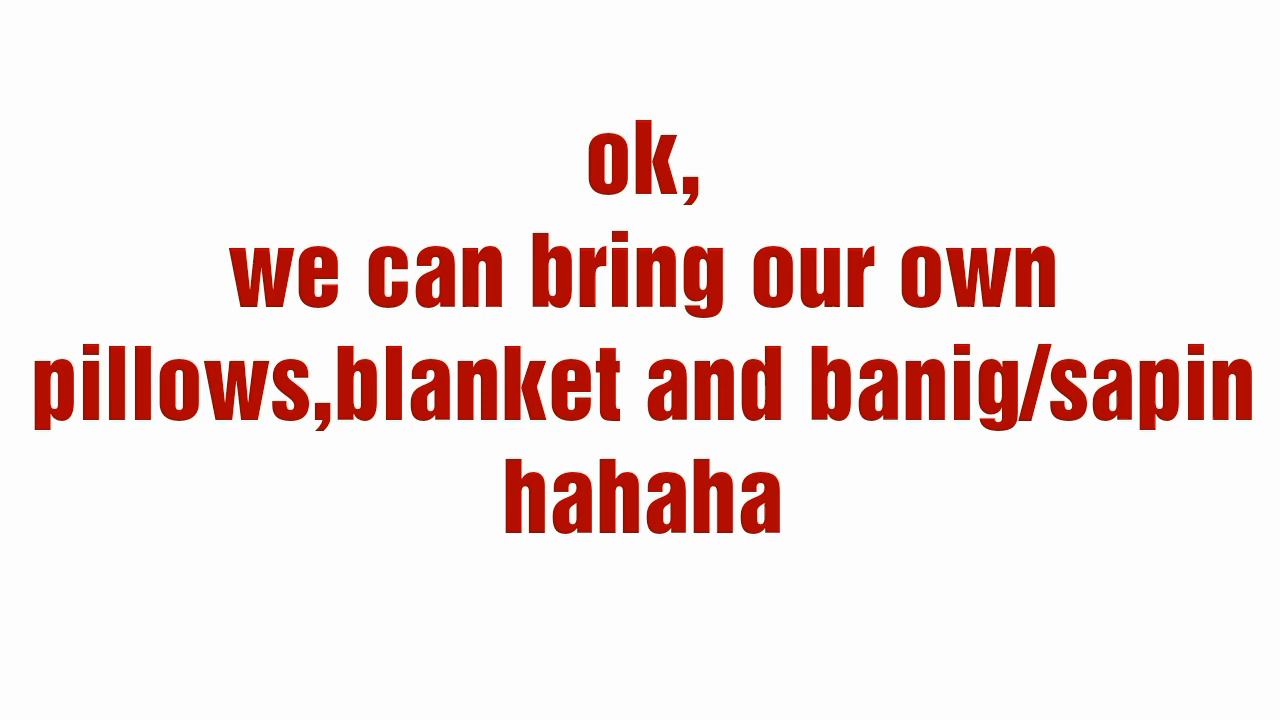 ok,
we can bring our own
pillows,blanket and banig/sapin
hahaha